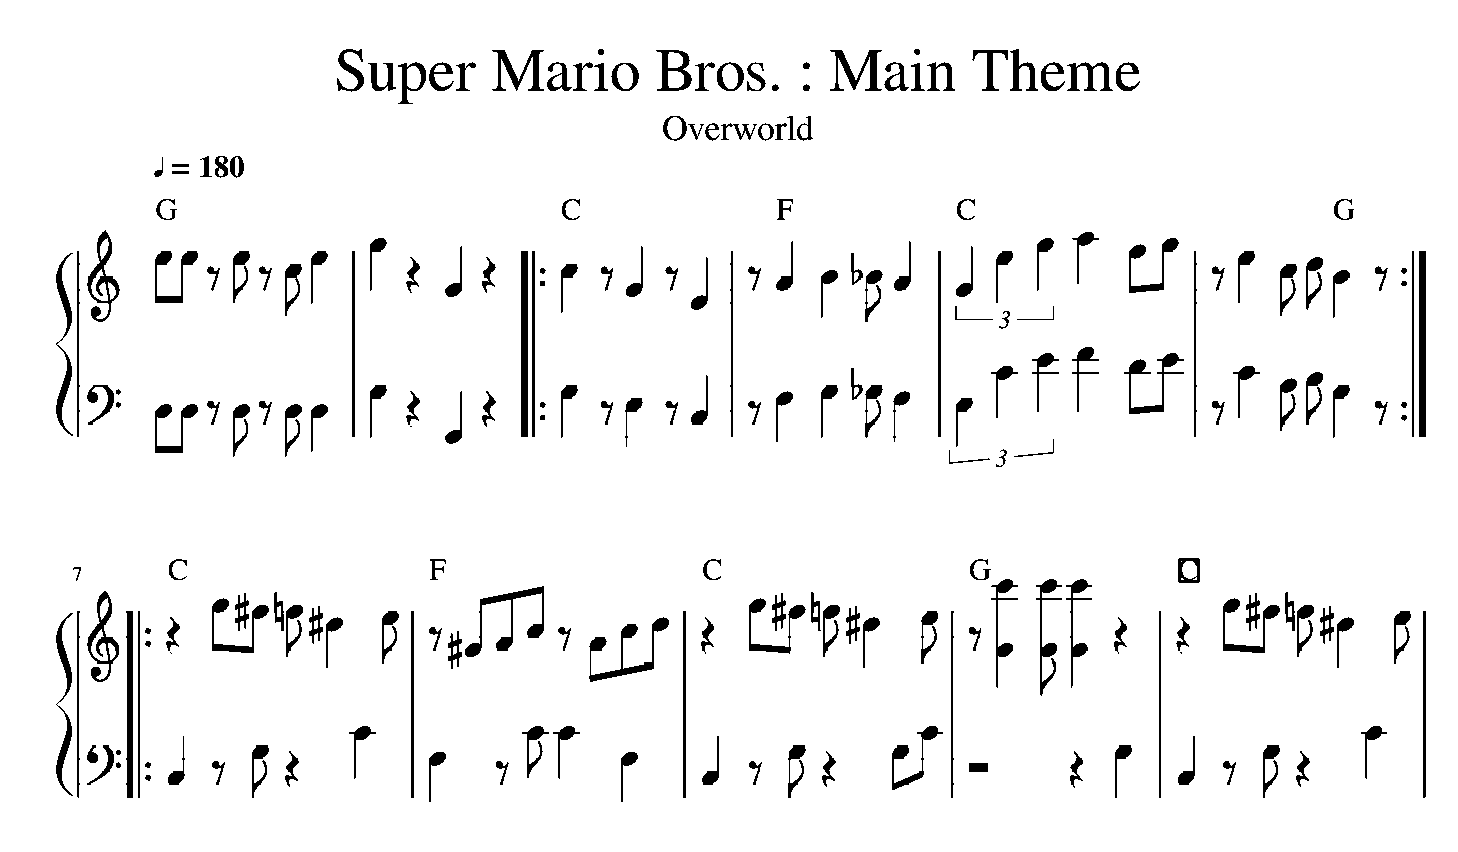 Super Mario Bros. : Main Theme
Overworld
♩ = 180
G C F C G
3
3
7 C F C G C